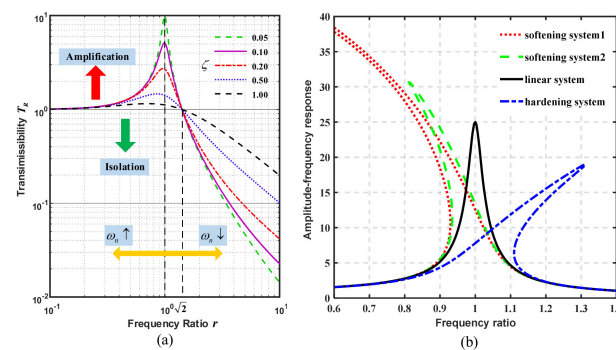 Transimissibility T_R
10^1
10^0
10^-1
10^-2
Amplification
Isolation
ζ
0.05
0.10
0.20
0.50
1.00
ω_n ↑
ω_n ↓
10^-1
10^0
√2
10^1
Frequency Ratio r
(a)
Amplitude-frequency response
40
35
30
25
20
15
10
5
0
softening system1
softening system2
linear system
hardening system
0.6 0.7 0.8 0.9 1 1.1 1.2 1.3
Frequency ratio
(b)